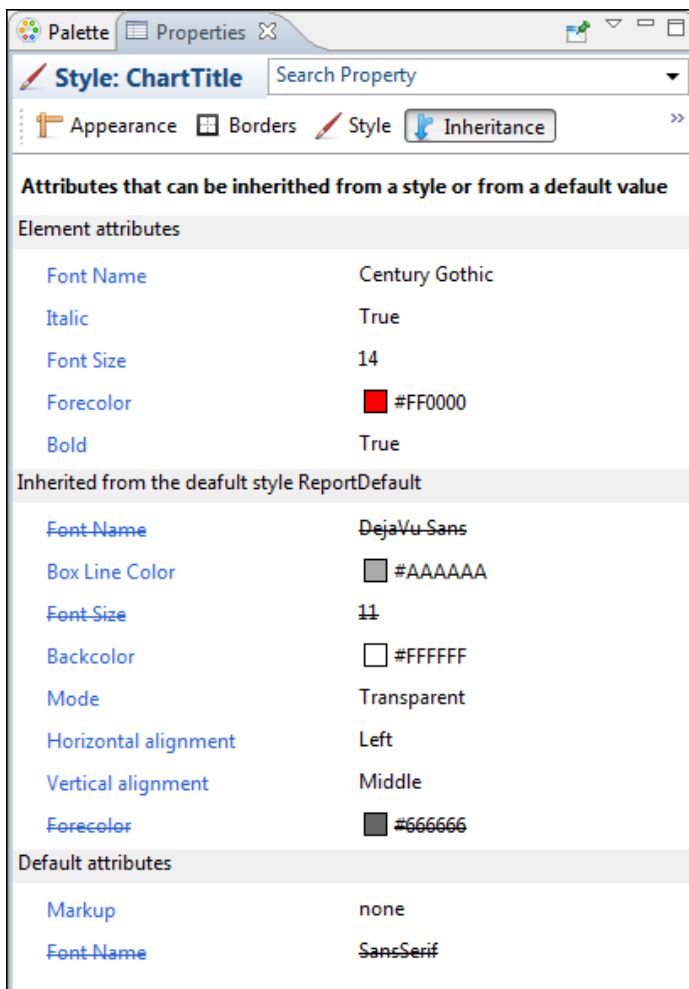 Palette Properties
Style: ChartTitle Search Property
Appearance Borders Style Inheritance »
Attributes that can be inherithed from a style or from a default value
Element attributes
Font Name Century Gothic
Italic True
Font Size 14
Forecolor #FF0000
Bold True
Inherited from the deafult style ReportDefault
Font Name DejaVu Sans
Box Line Color #AAAAAA
Font Size 11
Backcolor #FFFFFF
Mode Transparent
Horizontal alignment Left
Vertical alignment Middle
Forecolor #666666
Default attributes
Markup none
Font Name SansSerif